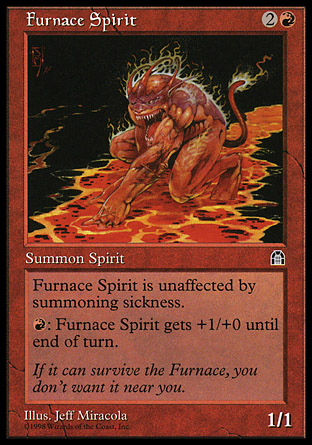 Furnace Spirit 2
Summon Spirit
Furnace Spirit is unaffected by
summoning sickness.
: Furnace Spirit gets +1/+0 until
end of turn.
If it can survive the Furnace, you
don't want it near you.
Illus. Jeff Miracola
©1998 Wizards of the Coast, Inc.
1/1